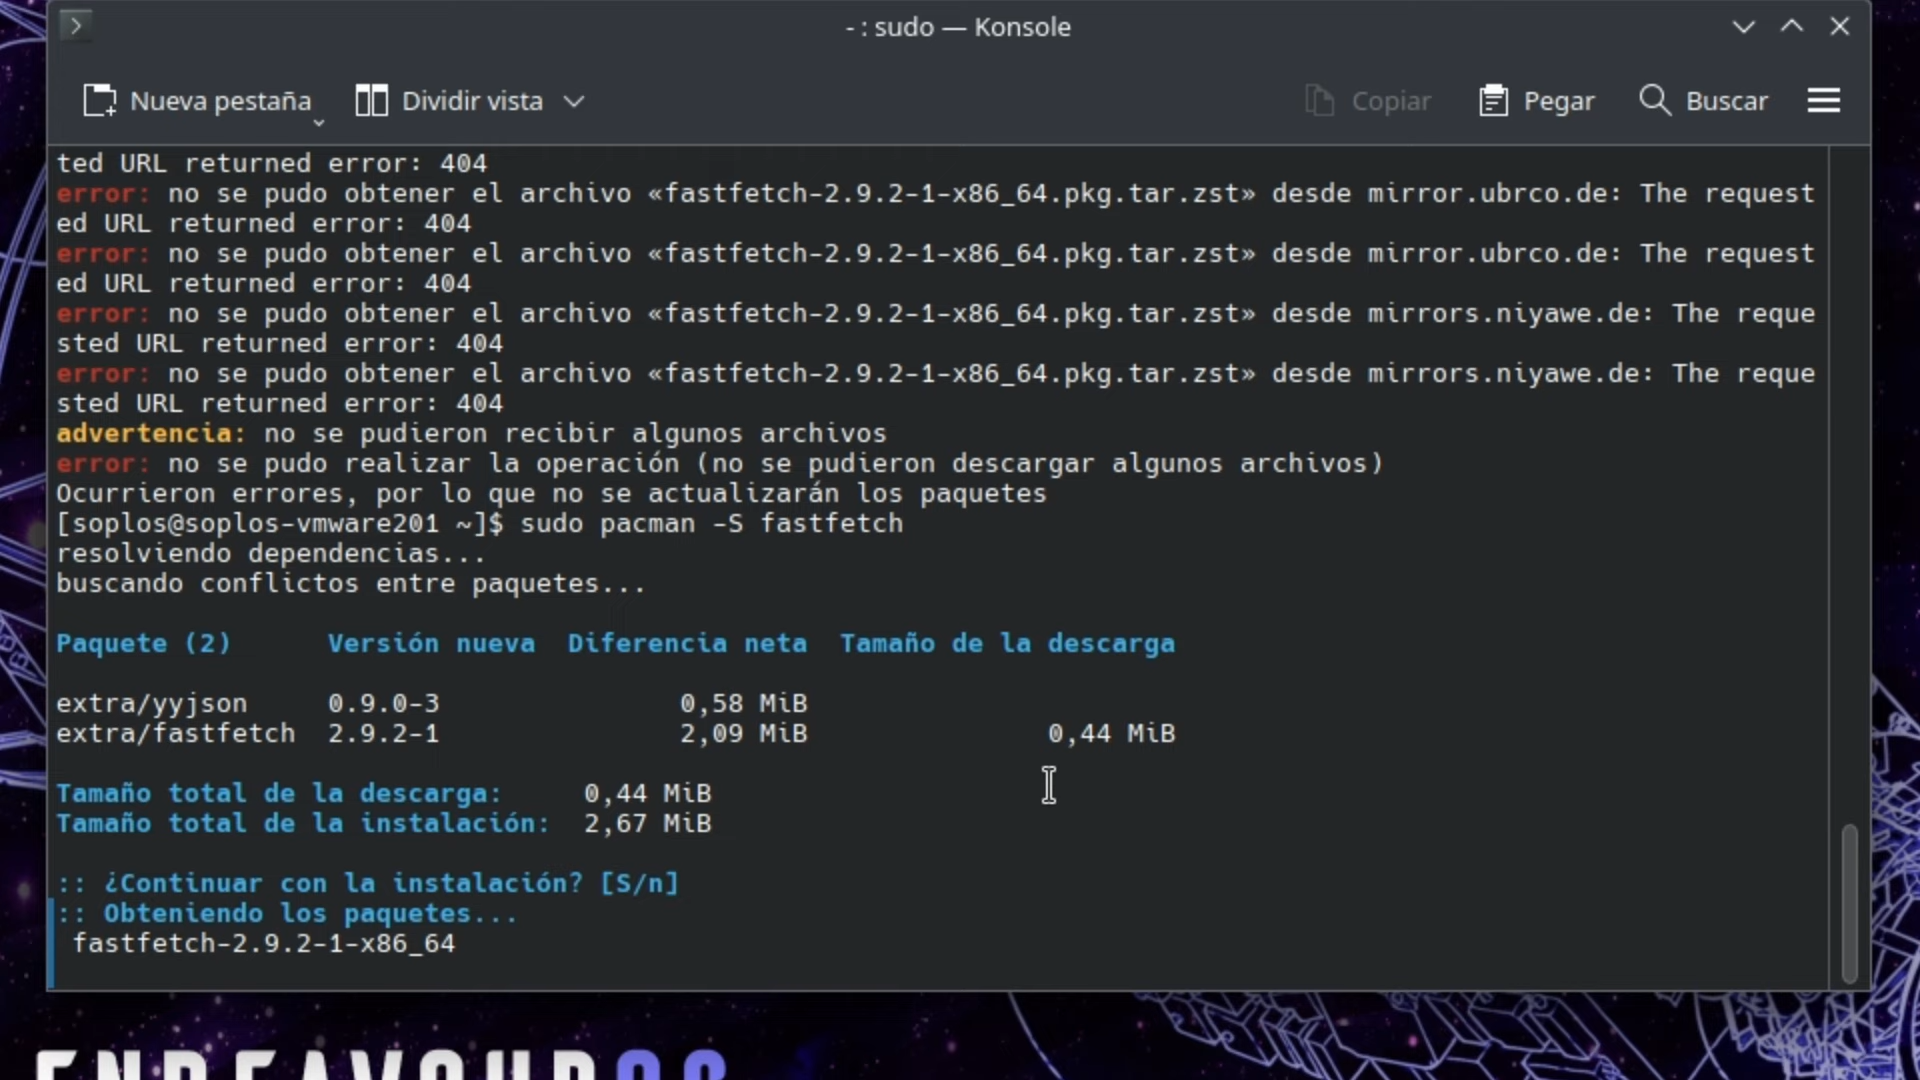 - : sudo — Konsole
Nueva pestaña
Dividir vista
Copiar
Pegar
Buscar
ted URL returned error: 404
error: no se pudo obtener el archivo «fastfetch-2.9.2-1-x86_64.pkg.tar.zst» desde mirror.ubrco.de: The request
ed URL returned error: 404
error: no se pudo obtener el archivo «fastfetch-2.9.2-1-x86_64.pkg.tar.zst» desde mirror.ubrco.de: The request
ed URL returned error: 404
error: no se pudo obtener el archivo «fastfetch-2.9.2-1-x86_64.pkg.tar.zst» desde mirrors.niyawe.de: The reque
sted URL returned error: 404
error: no se pudo obtener el archivo «fastfetch-2.9.2-1-x86_64.pkg.tar.zst» desde mirrors.niyawe.de: The reque
sted URL returned error: 404
advertencia: no se pudieron recibir algunos archivos
error: no se pudo realizar la operación (no se pudieron descargar algunos archivos)
Ocurrieron errores, por lo que no se actualizarán los paquetes
[soplos@soplos-vmware201 ~]$ sudo pacman -S fastfetch
resolviendo dependencias...
buscando conflictos entre paquetes...
Paquete (2) Versión nueva Diferencia neta Tamaño de la descarga
extra/yyjson 0.9.0-3 0,58 MiB
extra/fastfetch 2.9.2-1 2,09 MiB 0,44 MiB
Tamaño total de la descarga: 0,44 MiB
Tamaño total de la instalación: 2,67 MiB
:: ¿Continuar con la instalación? [S/n]
:: Obteniendo los paquetes...
fastfetch-2.9.2-1-x86_64
ENDEAVOUROS